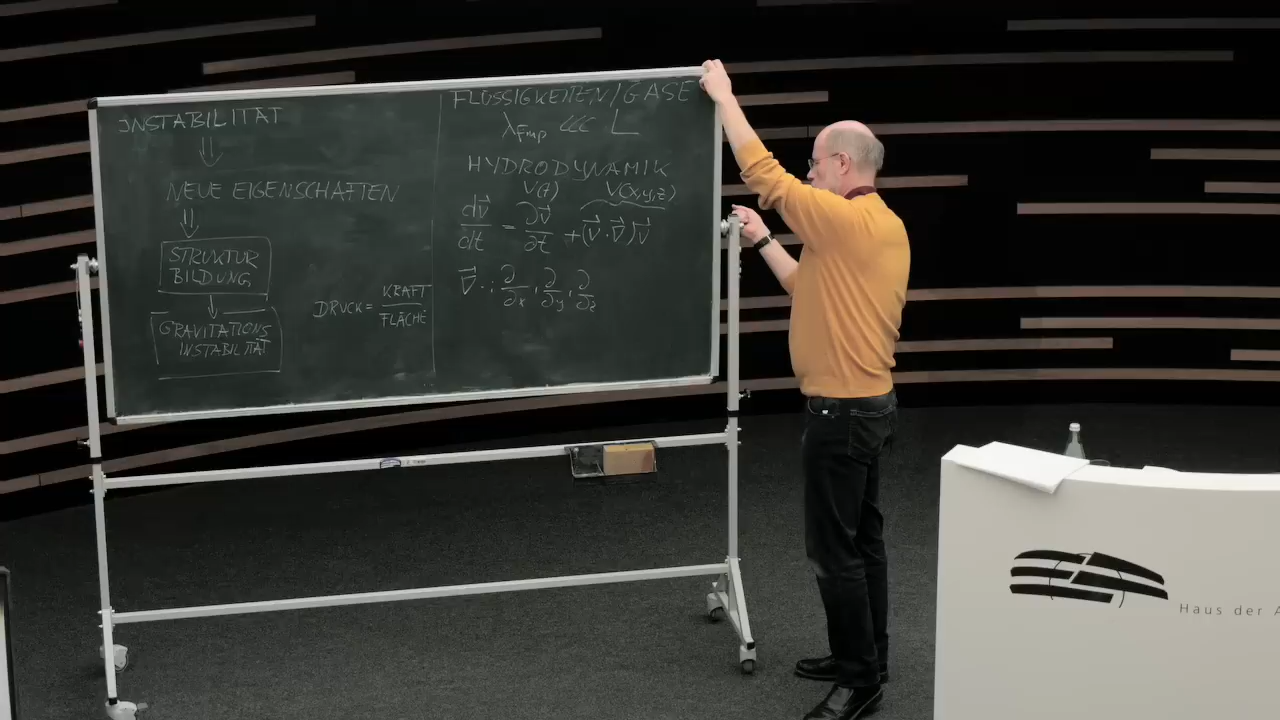 INSTABILITÄT
⇓
NEUE EIGENSCHAFTEN
⇓
STRUKTUR
BILDUNG
↓
GRAVITATIONS
INSTABILITÄT
DRUCK = KRAFT / FLÄCHE
FLÜSSIGKEITEN/GASE
λFmp <<< L
HYDRODYNAMIK
V(t) V(x,y,z)
dv⃗/dt = ∂v⃗/∂t + (v⃗·∇⃗)v⃗
∇⃗ : ∂/∂x, ∂/∂y, ∂/∂z
Haus der